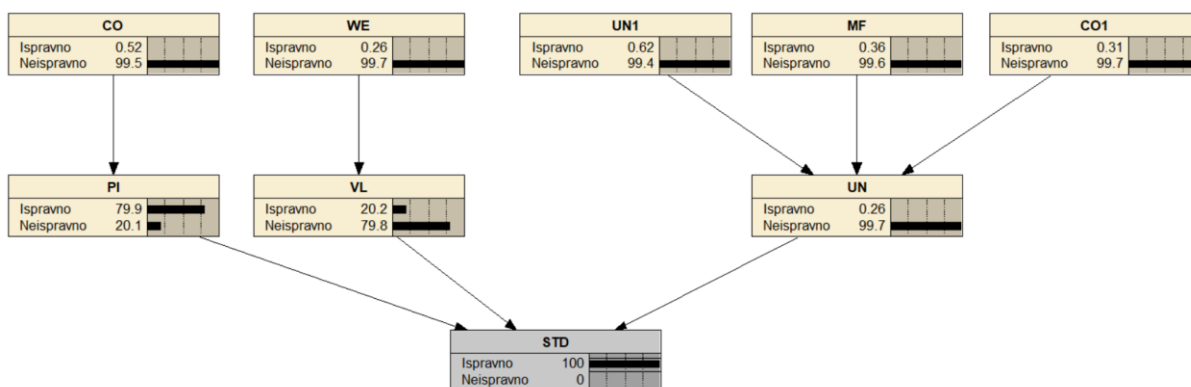 CO
Ispravno 0.52
Neispravno 99.5
WE
Ispravno 0.26
Neispravno 99.7
UN1
Ispravno 0.62
Neispravno 99.4
MF
Ispravno 0.36
Neispravno 99.6
CO1
Ispravno 0.31
Neispravno 99.7
PI
Ispravno 79.9
Neispravno 20.1
VL
Ispravno 20.2
Neispravno 79.8
UN
Ispravno 0.26
Neispravno 99.7
STD
Ispravno 100
Neispravno 0